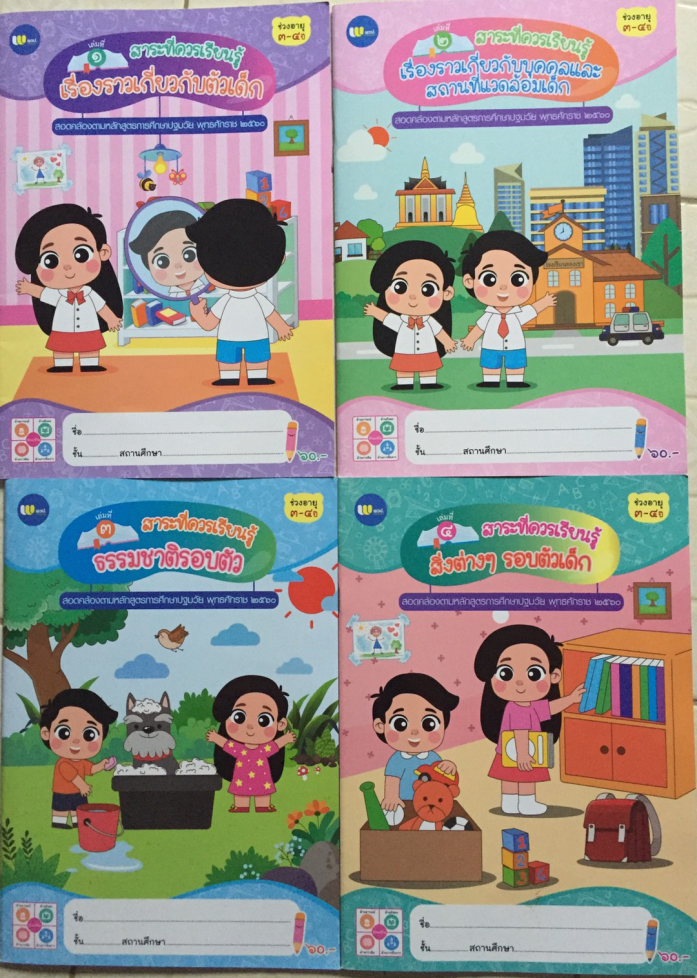 พอป.
เล่มที่
๑
สาระที่ควรเรียนรู้
เรื่องราวเกี่ยวกับตัวเด็ก
สอดคล้องตามหลักสูตรการศึกษาปฐมวัย พุทธศักราช ๒๕๖๐
ช่วงอายุ
๓-๔ปี
1
2
ชื่อ
ชั้น สถานศึกษา
๖๐.-
เล่มที่
๒
สาระที่ควรเรียนรู้
เรื่องราวเกี่ยวกับบุคคลและ
สถานที่แวดล้อมเด็ก
สอดคล้องตามหลักสูตรการศึกษาปฐมวัย พุทธศักราช ๒๕๖๐
ช่วงอายุ
๓-๔ปี
ชื่อ
ชั้น สถานศึกษา
๖๐.-
เล่มที่
๓
สาระที่ควรเรียนรู้
ธรรมชาติรอบตัว
สอดคล้องตามหลักสูตรการศึกษาปฐมวัย พุทธศักราช ๒๕๖๐
ช่วงอายุ
๓-๔ปี
ชื่อ
ชั้น สถานศึกษา
๖๐.-
เล่มที่
๔
สาระที่ควรเรียนรู้
สิ่งต่างๆ รอบตัวเด็ก
สอดคล้องตามหลักสูตรการศึกษาปฐมวัย พุทธศักราช ๒๕๖๐
ช่วงอายุ
๓-๔ปี
1
2
3 4
ชื่อ
ชั้น สถานศึกษา
๖๐.-